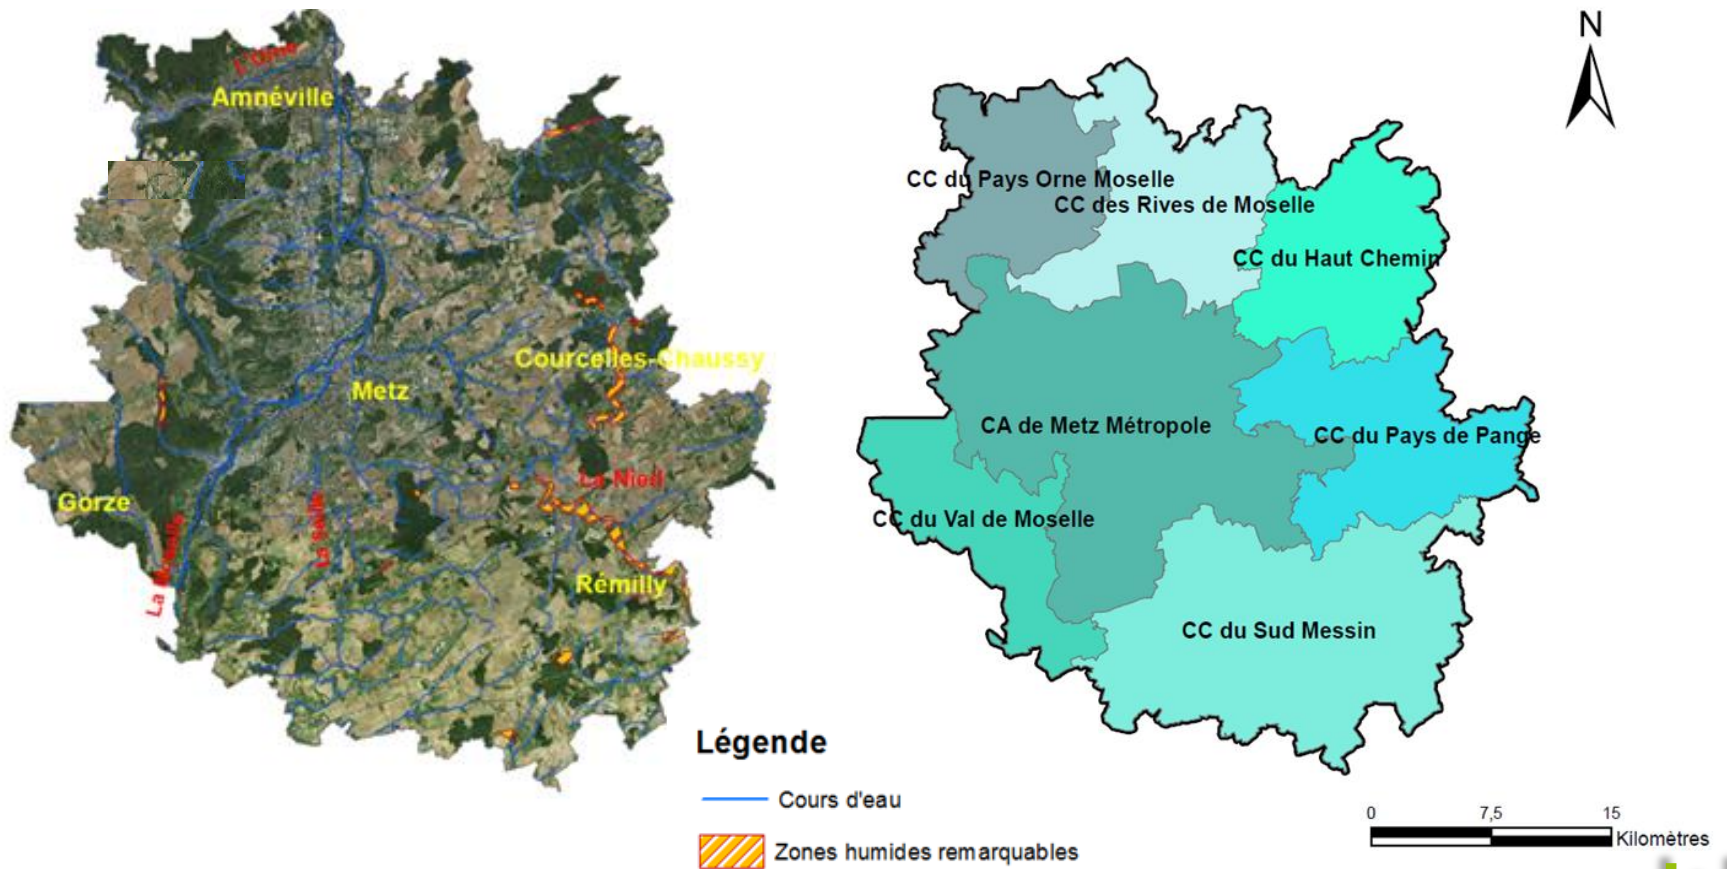 L'Orne
Amnéville
Courcelles-Chaussy
Metz
La Nied
Gorze
La Moselle
La Seille
Rémilly
N
CC du Pays Orne Moselle
CC des Rives de Moselle
CC du Haut Chemin
CA de Metz Métropole
CC du Pays de Pange
CC du Val de Moselle
CC du Sud Messin
Légende
Cours d'eau
Zones humides remarquables
0 7,5 15
Kilomètres